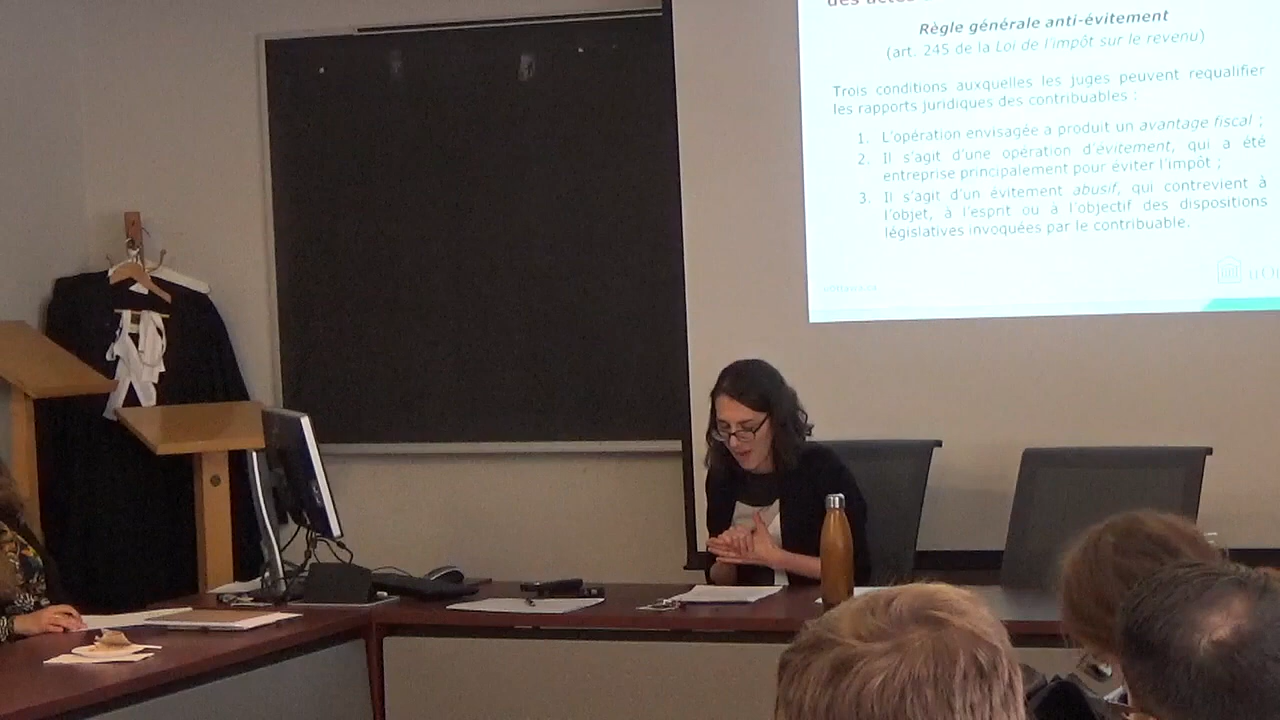 des actes
Règle générale anti-évitement
(art. 245 de la Loi de l'impôt sur le revenu)
Trois conditions auxquelles les juges peuvent requalifier
les rapports juridiques des contribuables :
1. L'opération envisagée a produit un avantage fiscal ;
2. Il s'agit d'une opération d'évitement, qui a été
entreprise principalement pour éviter l'impôt ;
3. Il s'agit d'un évitement abusif, qui contrevient à
l'objet, à l'esprit ou à l'objectif des dispositions
législatives invoquées par le contribuable.